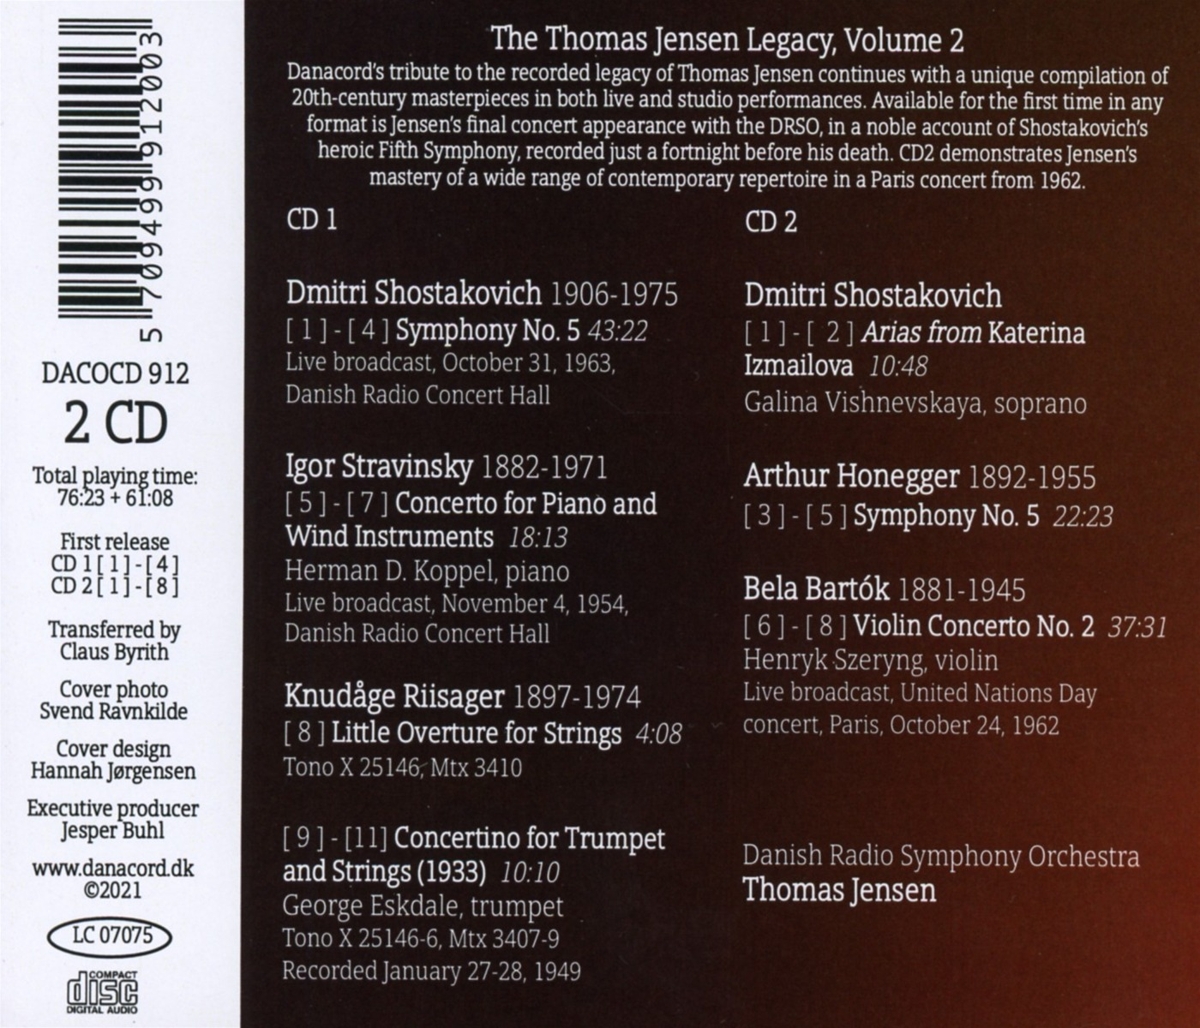 5 709499 912003
DACOCD 912
2 CD
Total playing time:
76:23 + 61:08
First release
CD 1 [ 1 ] - [ 4 ]
CD 2 [ 1 ] - [ 8 ]
Transferred by
Claus Byrith
Cover photo
Svend Ravnkilde
Cover design
Hannah Jørgensen
Executive producer
Jesper Buhl
www.danacord.dk
©2021
LC 07075
COMPACT
disc
DIGITAL AUDIO
The Thomas Jensen Legacy, Volume 2
Danacord's tribute to the recorded legacy of Thomas Jensen continues with a unique compilation of
20th-century masterpieces in both live and studio performances. Available for the first time in any
format is Jensen's final concert appearance with the DRSO, in a noble account of Shostakovich's
heroic Fifth Symphony, recorded just a fortnight before his death. CD2 demonstrates Jensen's
mastery of a wide range of contemporary repertoire in a Paris concert from 1962.
CD 1
Dmitri Shostakovich 1906-1975
[ 1 ] - [ 4 ] Symphony No. 5 43:22
Live broadcast, October 31, 1963,
Danish Radio Concert Hall
Igor Stravinsky 1882-1971
[ 5 ] - [ 7 ] Concerto for Piano and
Wind Instruments 18:13
Herman D. Koppel, piano
Live broadcast, November 4, 1954,
Danish Radio Concert Hall
Knudåge Riisager 1897-1974
[ 8 ] Little Overture for Strings 4:08
Tono X 25146, Mtx 3410
[ 9 ] - [11] Concertino for Trumpet
and Strings (1933) 10:10
George Eskdale, trumpet
Tono X 25146-6, Mtx 3407-9
Recorded January 27-28, 1949
CD 2
Dmitri Shostakovich
[ 1 ] - [ 2 ] Arias from Katerina
Izmailova 10:48
Galina Vishnevskaya, soprano
Arthur Honegger 1892-1955
[ 3 ] - [ 5 ] Symphony No. 5 22:23
Bela Bartók 1881-1945
[ 6 ] - [ 8 ] Violin Concerto No. 2 37:31
Henryk Szeryng, violin
Live broadcast, United Nations Day
concert, Paris, October 24, 1962
Danish Radio Symphony Orchestra
Thomas Jensen